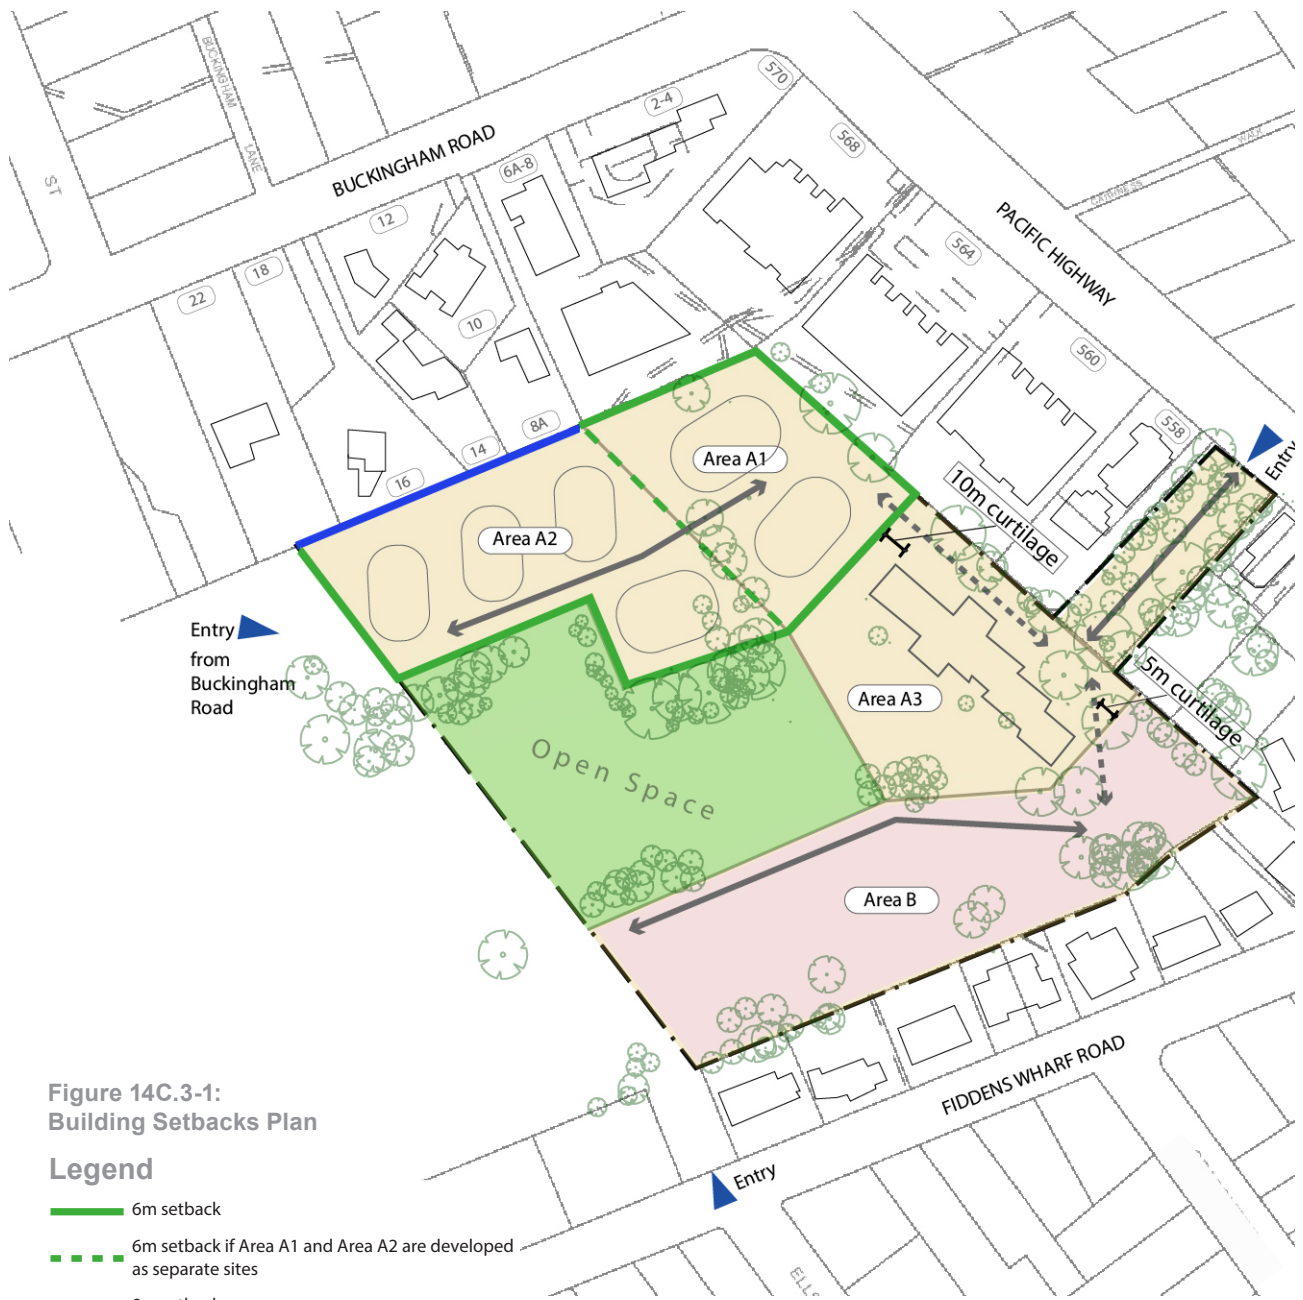 BUCKINGHAM
LANE
ST
BUCKINGHAM ROAD
2-4
570
568
6A-8
12
18
22
10
564
PACIFIC HIGHWAY
WALK
560
558
8A
14
16
Entry
Area A1
10m curtilage
Area A2
Entry
from
Buckingham
Road
5m curtilage
Area A3
Open Space
Area B
FIDDENS WHARF ROAD
Entry
Figure 14C.3-1:
Building Setbacks Plan
Legend
6m setback
6m setback if Area A1 and Area A2 are developed
as separate sites